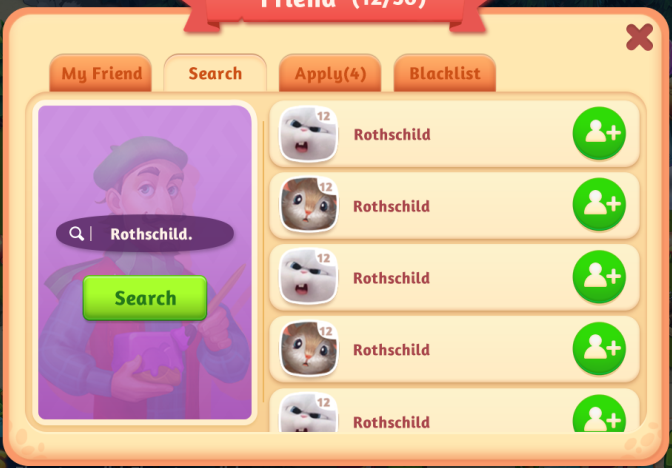 Friend (12/50)
My Friend
Search
Apply(4)
Blacklist
12
Rothschild
12
Rothschild
Rothschild.
12
Rothschild
Search
12
Rothschild
12
Rothschild